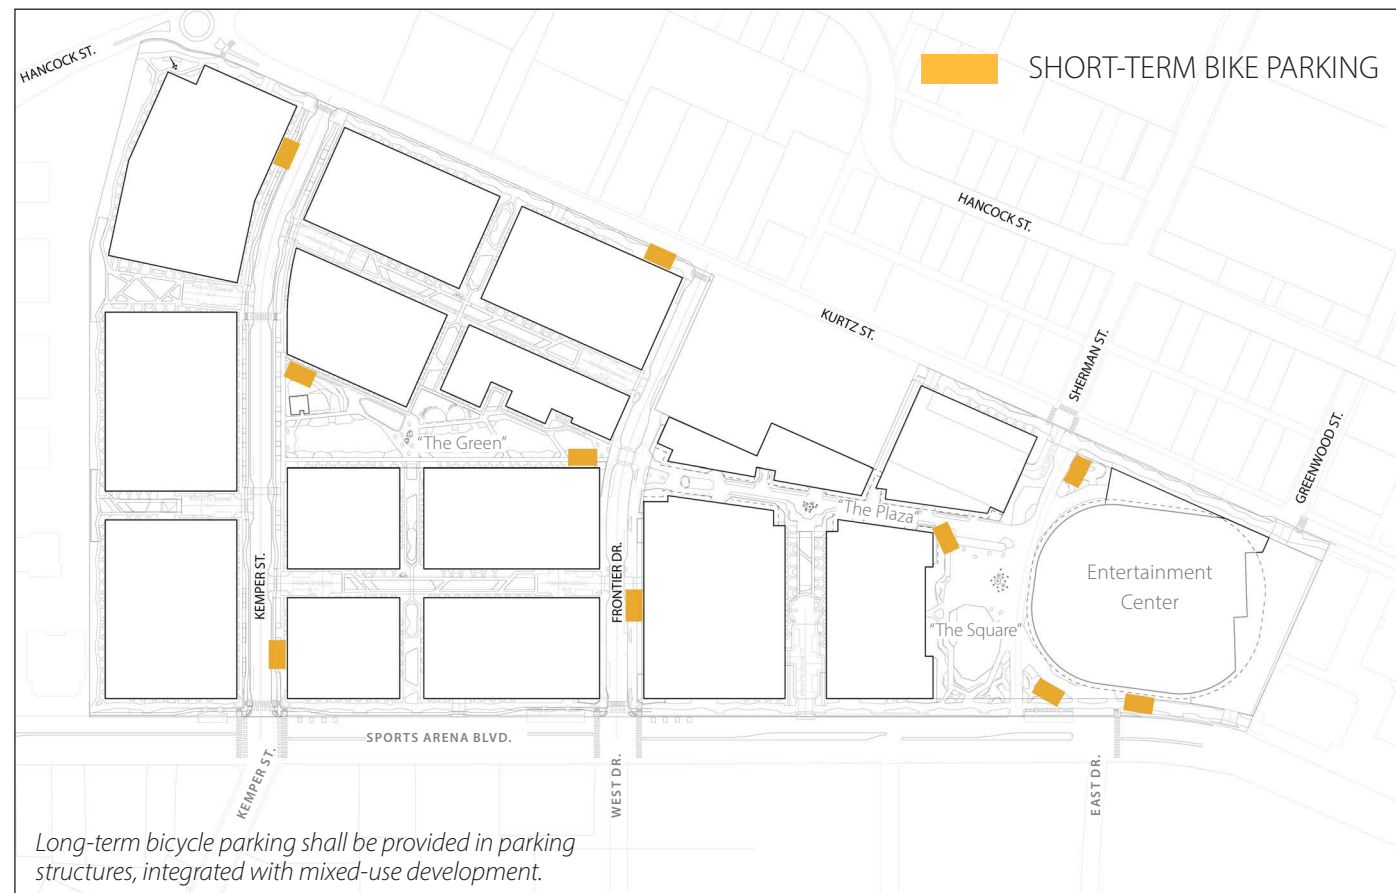 HANCOCK ST.
SHORT-TERM BIKE PARKING
HANCOCK ST.
KURTZ ST.
SHERMAN ST.
GREENWOOD ST.
"The Green"
"The Plaza"
Entertainment
Center
"The Square"
KEMPER ST.
FRONTIER DR.
SPORTS ARENA BLVD.
KEMPER ST.
WEST DR.
EAST DR.
Long-term bicycle parking shall be provided in parking
structures, integrated with mixed-use development.